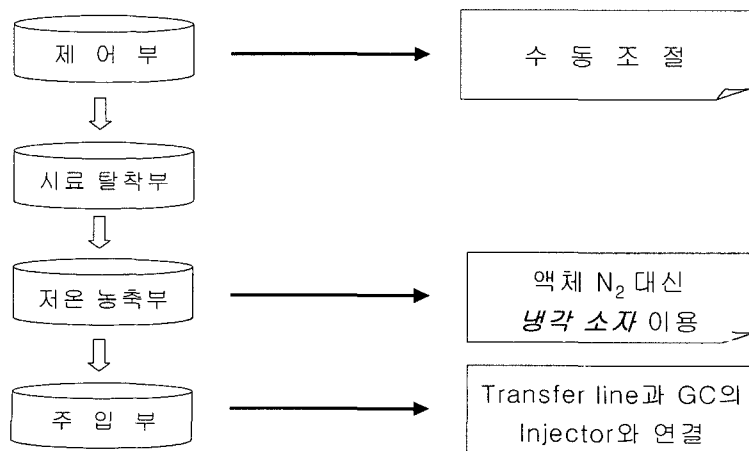 제 어 부
수 동 조 절
시료 탈착부
저온 농축부
액체 N₂ 대신
냉각 소자 이용
주 입 부
Transfer line과 GC의
Injector와 연결